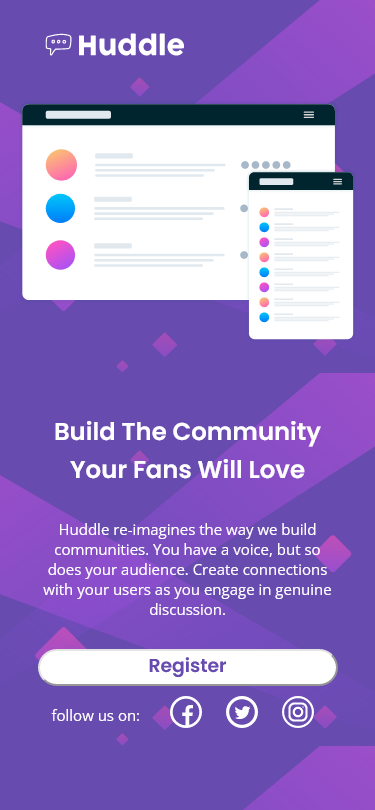 Huddle
Build The Community
Your Fans Will Love
Huddle re-imagines the way we build
communities. You have a voice, but so
does your audience. Create connections
with your users as you engage in genuine
discussion.
Register
follow us on: